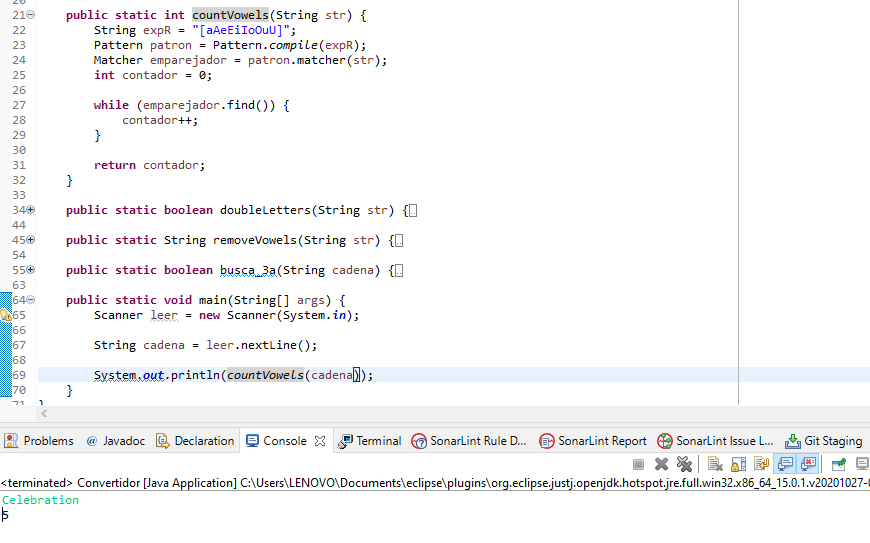 21 public static int countVowels(String str) {
22 String expR = "[aAeEiIoOuU]";
23 Pattern patron = Pattern.compile(expR);
24 Matcher emparejador = patron.matcher(str);
25 int contador = 0;
26
27 while (emparejador.find()) {
28 contador++;
29 }
30
31 return contador;
32 }
33
34 public static boolean doubleLetters(String str) {
44
45 public static String removeVowels(String str) {
54
55 public static boolean busca_3a(String cadena) {
63
64 public static void main(String[] args) {
65 Scanner leer = new Scanner(System.in);
66
67 String cadena = leer.nextLine();
68
69 System.out.println(countVowels(cadena));
70 }
71 }
Problems @ Javadoc Declaration Console Terminal SonarLint Rule D... SonarLint Report SonarLint Issue L... Git Staging
<terminated> Convertidor [Java Application] C:\Users\LENOVO\Documents\eclipse\plugins\org.eclipse.justj.openjdk.hotspot.jre.full.win32.x86_64_15.0.1.v20201027-0
Celebration
5